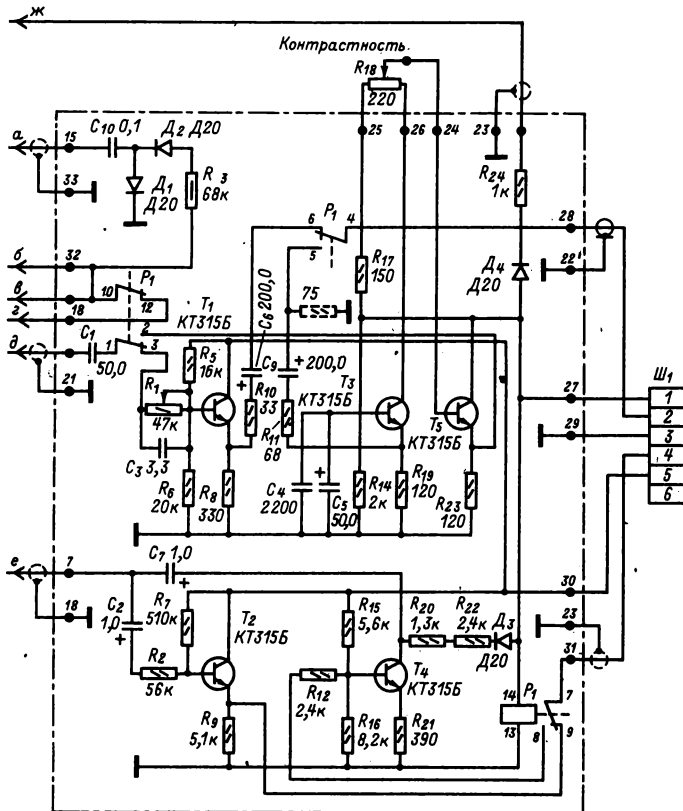 ж
Контрастность
R18
220
а
15
C10 0,1
Д2 Д20
25
26
24
23
33
Д1
Д20
R3
68к
R24
1к
6
P1
4
28
5
б
32
в
г
18
10
P1
12
R17
150
Д4
Д20
22
75
д
C1
50,0
1
2
3
T1
КТ315Б
C6 200,0
C9
+ 200,0
21
R5
16к
R1
47к
+
R10
33
КТ315Б
T3
T5
27
Ш1
1
2
3
4
5
6
R11
68
КТ315Б
29
C3 3,3
R6
20к
R8
330
C4
2200
+
C5
50,0
R14
2к
R19
120
R23
120
е
7
C7 1,0
+
30
18
C2
1,0
+
R7
510к
T2
КТ315Б
R15
5,6к
R20
1,3к
R22
2,4к
Д3
Д20
23
31
R2
56к
R12
2,4к
T4
КТ315Б
14
P1
7
13
8
9
R9
5,1к
R16
8,2к
R21
390